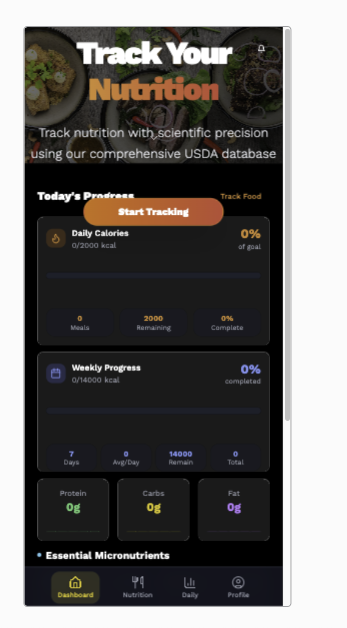 Track Your
Nutrition
Track nutrition with scientific precision
using our comprehensive USDA database
Today's Progress
Track Food
Start Tracking
Daily Calories
0/2000 kcal
0%
of goal
0
Meals
2000
Remaining
0%
Complete
Weekly Progress
0/14000 kcal
0%
completed
7
Days
0
Avg/Day
14000
Remain
0
Total
Protein
0g
Carbs
0g
Fat
0g
Essential Micronutrients
Dashboard
Nutrition
Daily
Profile